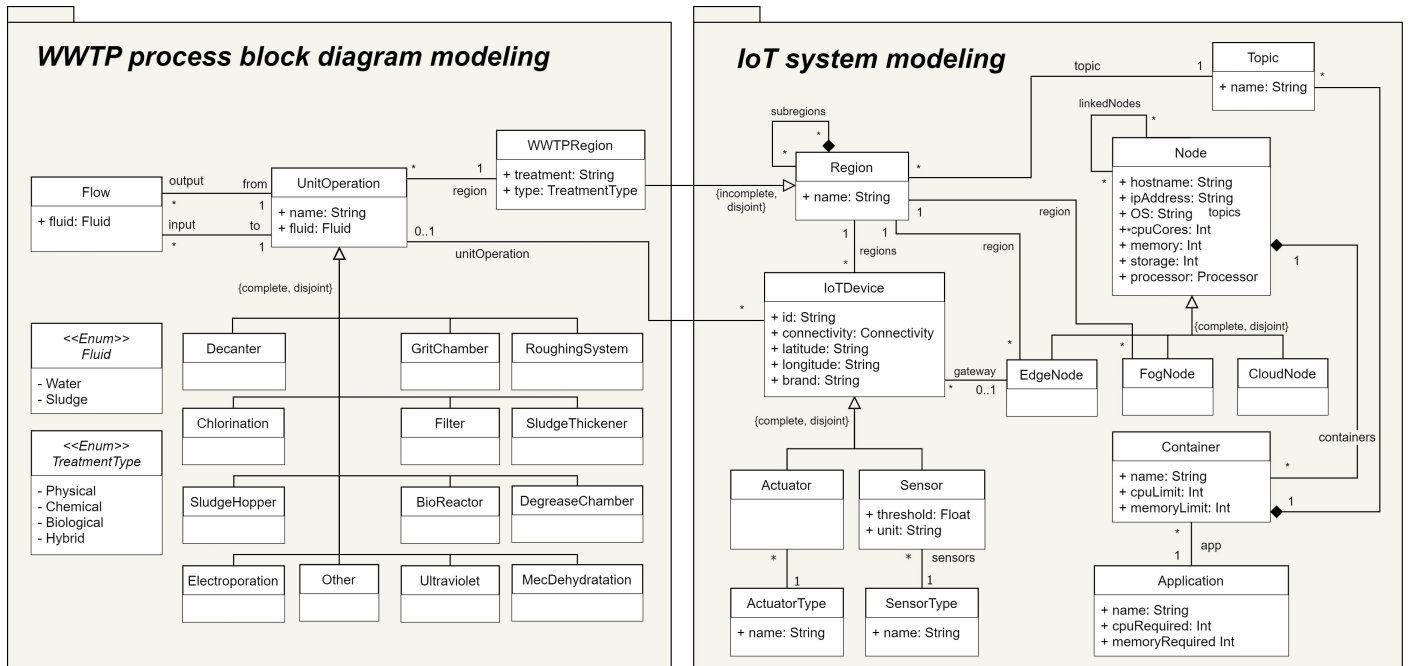 WWTP process block diagram modeling
Flow
+ fluid: Fluid
output
from
*
1
input
to
*
1
UnitOperation
+ name: String
+ fluid: Fluid
*
1
region
WWTPRegion
+ treatment: String
+ type: TreatmentType
0..1
unitOperation
*
{complete, disjoint}
<<Enum>>
Fluid
- Water
- Sludge
<<Enum>>
TreatmentType
- Physical
- Chemical
- Biological
- Hybrid
Decanter
GritChamber
RoughingSystem
Chlorination
Filter
SludgeThickener
SludgeHopper
BioReactor
DegreaseChamber
Electroporation
Other
Ultraviolet
MecDehydratation
IoT system modeling
topic
1
Topic
+ name: String
*
subregions
*
*
Region
+ name: String
{incomplete,
disjoint}
*
linkedNodes
*
*
Node
+ hostname: String
+ ipAddress: String
+ OS: String
topics
+*cpuCores: Int
+ memory: Int
+ storage: Int
+ processor: Processor
1
region
1
1
1
region
regions
*
IoTDevice
+ id: String
+ connectivity: Connectivity
+ latitude: String
+ longitude: String
+ brand: String
{complete, disjoint}
*
*
gateway
*
0..1
EdgeNode
FogNode
CloudNode
{complete, disjoint}
containers
Actuator
Sensor
+ threshold: Float
+ unit: String
*
1
*
sensors
1
ActuatorType
+ name: String
SensorType
+ name: String
Container
+ name: String
+ cpuLimit: Int
+ memoryLimit: Int
*
1
*
app
1
Application
+ name: String
+ cpuRequired: Int
+ memoryRequired Int